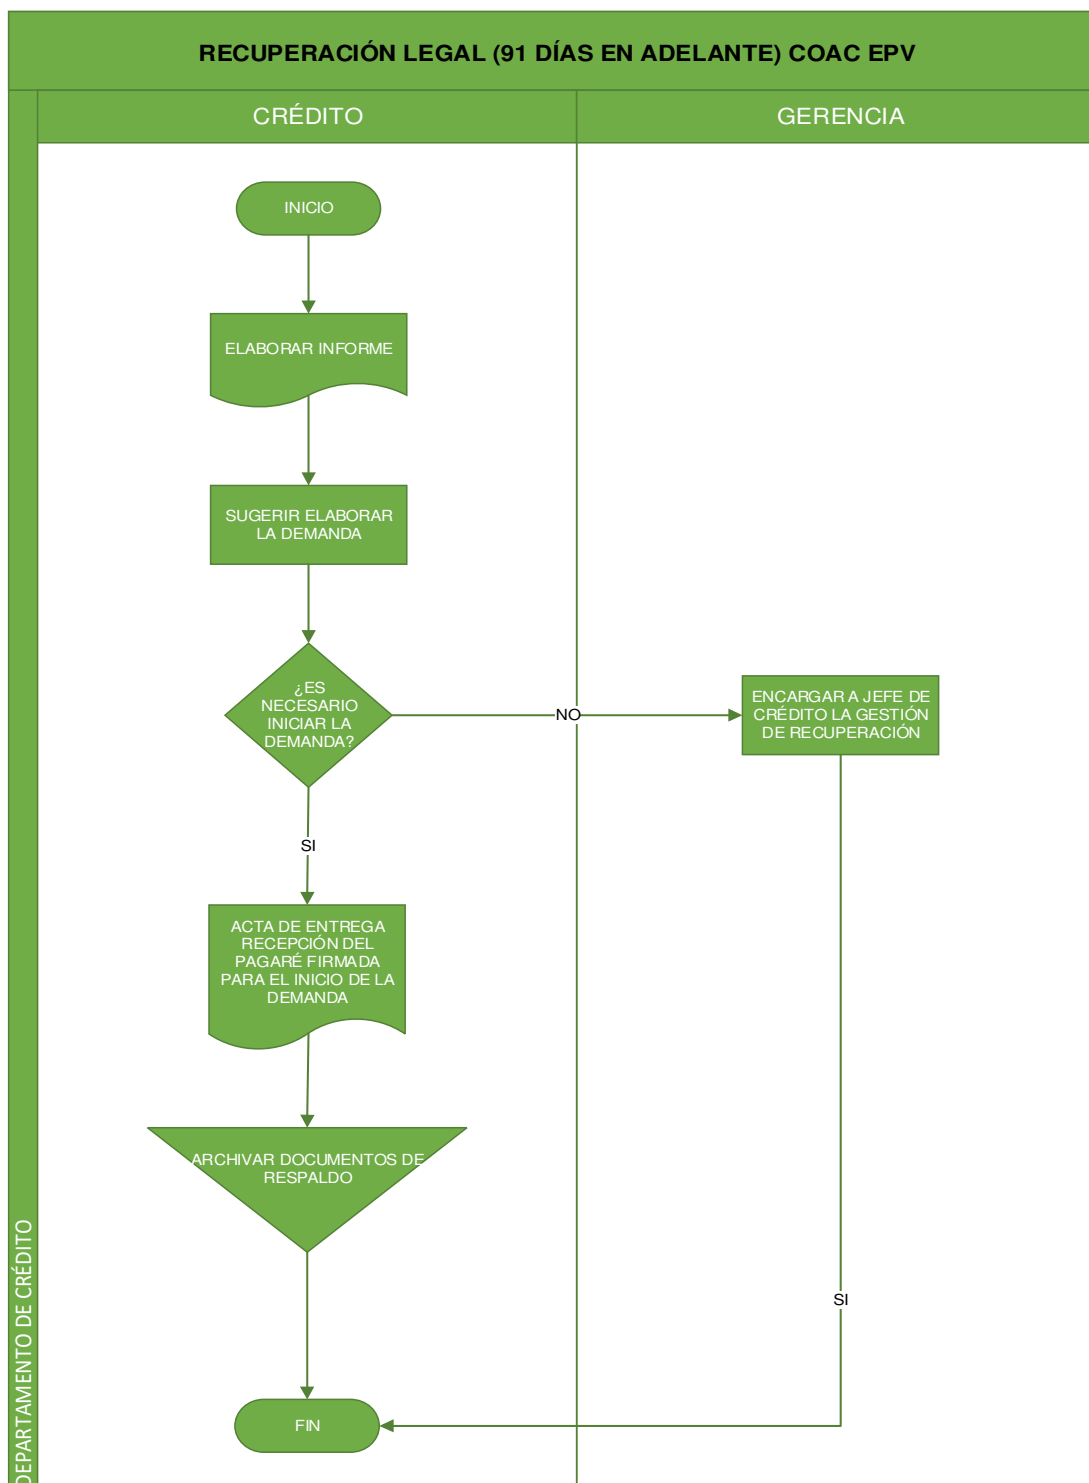 RECUPERACIÓN LEGAL (91 DÍAS EN ADELANTE) COAC EPV
CRÉDITO
GERENCIA
INICIO
ELABORAR INFORME
SUGERIR ELABORAR
LA DEMANDA
¿ES
NECESARIO
INICIAR LA
DEMANDA?
NO
ENCARGAR A JEFE DE
CRÉDITO LA GESTIÓN
DE RECUPERACIÓN
SI
ACTA DE ENTREGA
RECEPCIÓN DEL
PAGARÉ FIRMADA
PARA EL INICIO DE LA
DEMANDA
ARCHIVAR DOCUMENTOS DE
RESPALDO
SI
FIN
DEPARTAMENTO DE CRÉDITO